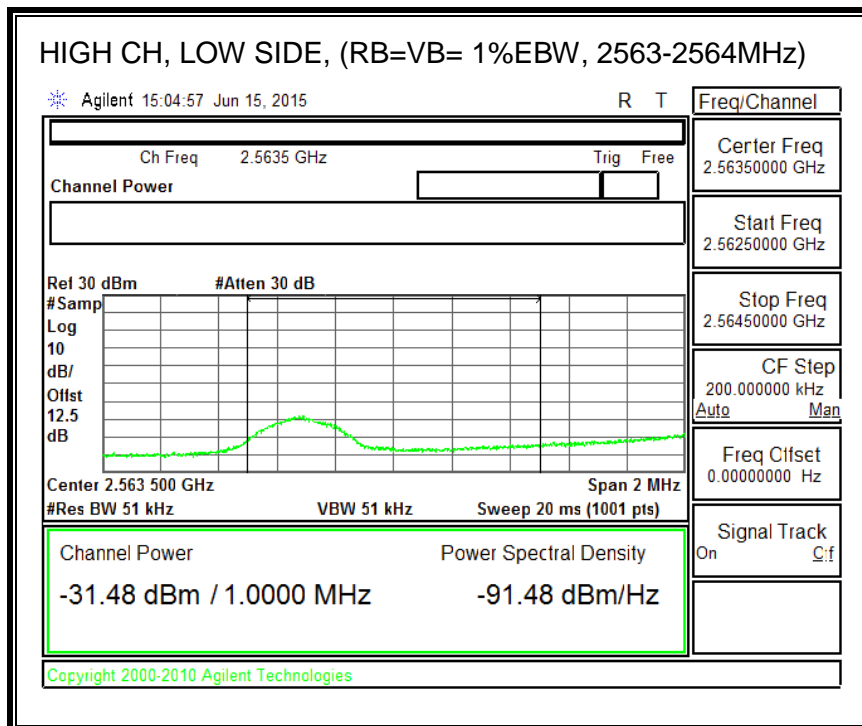 HIGH CH, LOW SIDE, (RB=VB= 1%EBW, 2563-2564MHz)
Agilent 15:04:57 Jun 15, 2015 R T
Freq/Channel
Ch Freq 2.5635 GHz Trig Free
Channel Power
Center Freq
2.56350000 GHz
Start Freq
2.56250000 GHz
Stop Freq
2.56450000 GHz
CF Step
200.000000 kHz
Auto Man
Freq Offset
0.00000000 Hz
Signal Track
On Off
Ref 30 dBm #Atten 30 dB
#Samp
Log
10
dB/
Offst
12.5
dB
Center 2.563 500 GHz Span 2 MHz
#Res BW 51 kHz VBW 51 kHz Sweep 20 ms (1001 pts)
Channel Power Power Spectral Density
-31.48 dBm / 1.0000 MHz -91.48 dBm/Hz
Copyright 2000-2010 Agilent Technologies